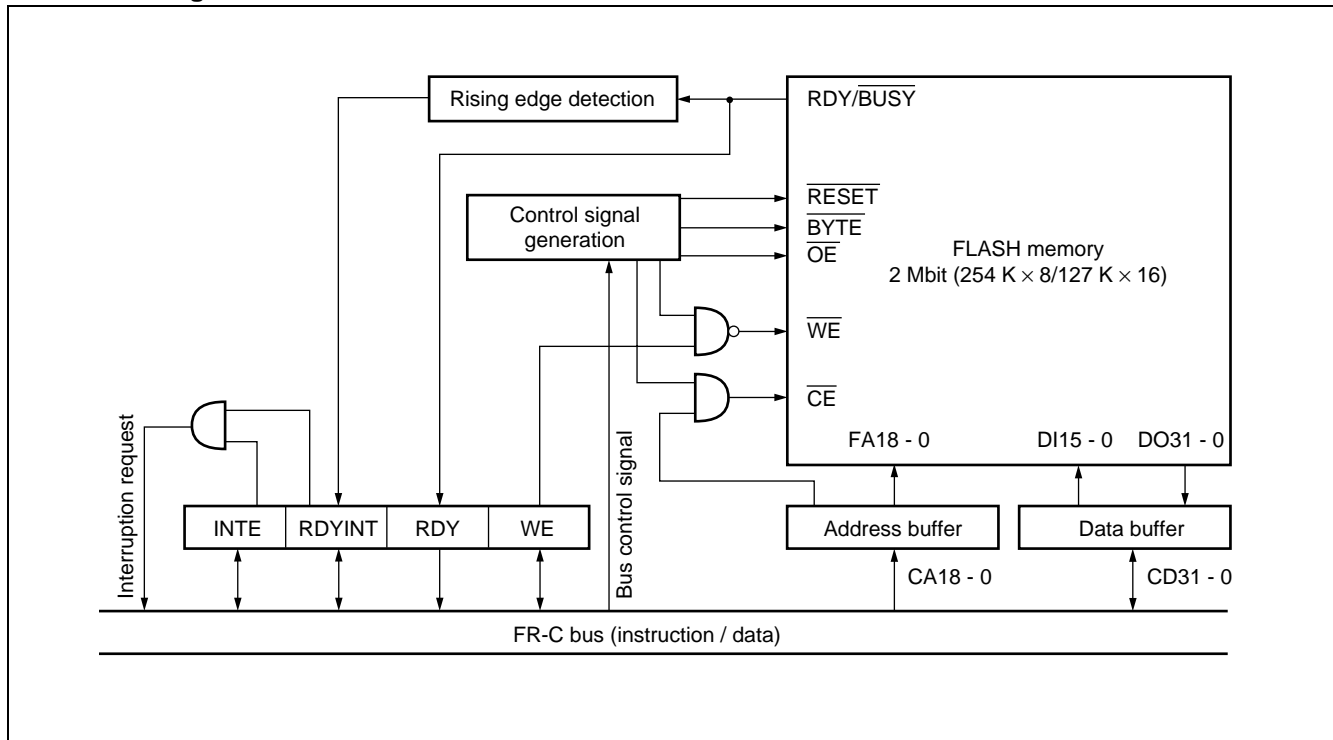 Rising edge detection
RDY/BUSY
Control signal
generation
RESET
BYTE
OE
FLASH memory
2 Mbit (254 K × 8/127 K × 16)
WE
CE
FA18 - 0
DI15 - 0
DO31 - 0
Interruption request
INTE
RDYINT
RDY
WE
Bus control signal
Address buffer
Data buffer
CA18 - 0
CD31 - 0
FR-C bus (instruction / data)